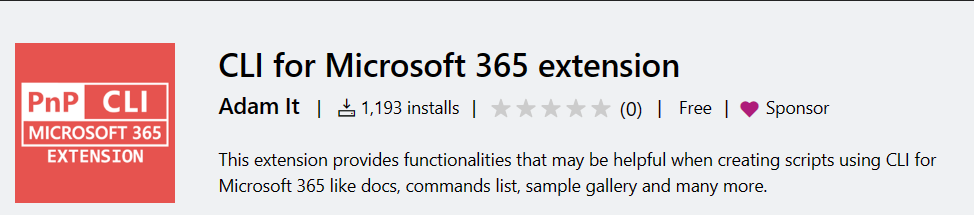 PnP CLI
MICROSOFT 365
EXTENSION
CLI for Microsoft 365 extension
Adam It | 1,193 installs | (0) | Free | Sponsor
This extension provides functionalities that may be helpful when creating scripts using CLI for
Microsoft 365 like docs, commands list, sample gallery and many more.